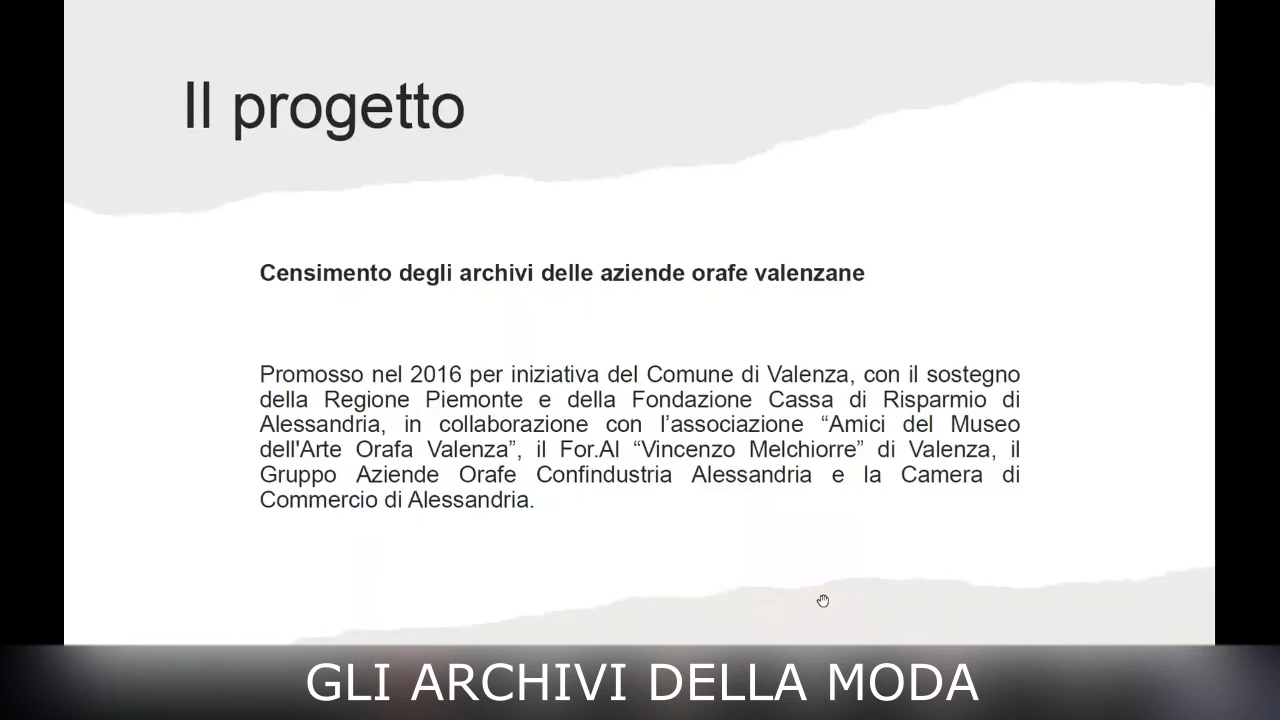 Il progetto
Censimento degli archivi delle aziende orafe valenzane
Promosso nel 2016 per iniziativa del Comune di Valenza, con il sostegno
della Regione Piemonte e della Fondazione Cassa di Risparmio di
Alessandria, in collaborazione con l’associazione “Amici del Museo
dell'Arte Orafa Valenza”, il For.Al “Vincenzo Melchiorre” di Valenza, il
Gruppo Aziende Orafe Confindustria Alessandria e la Camera di
Commercio di Alessandria.
GLI ARCHIVI DELLA MODA